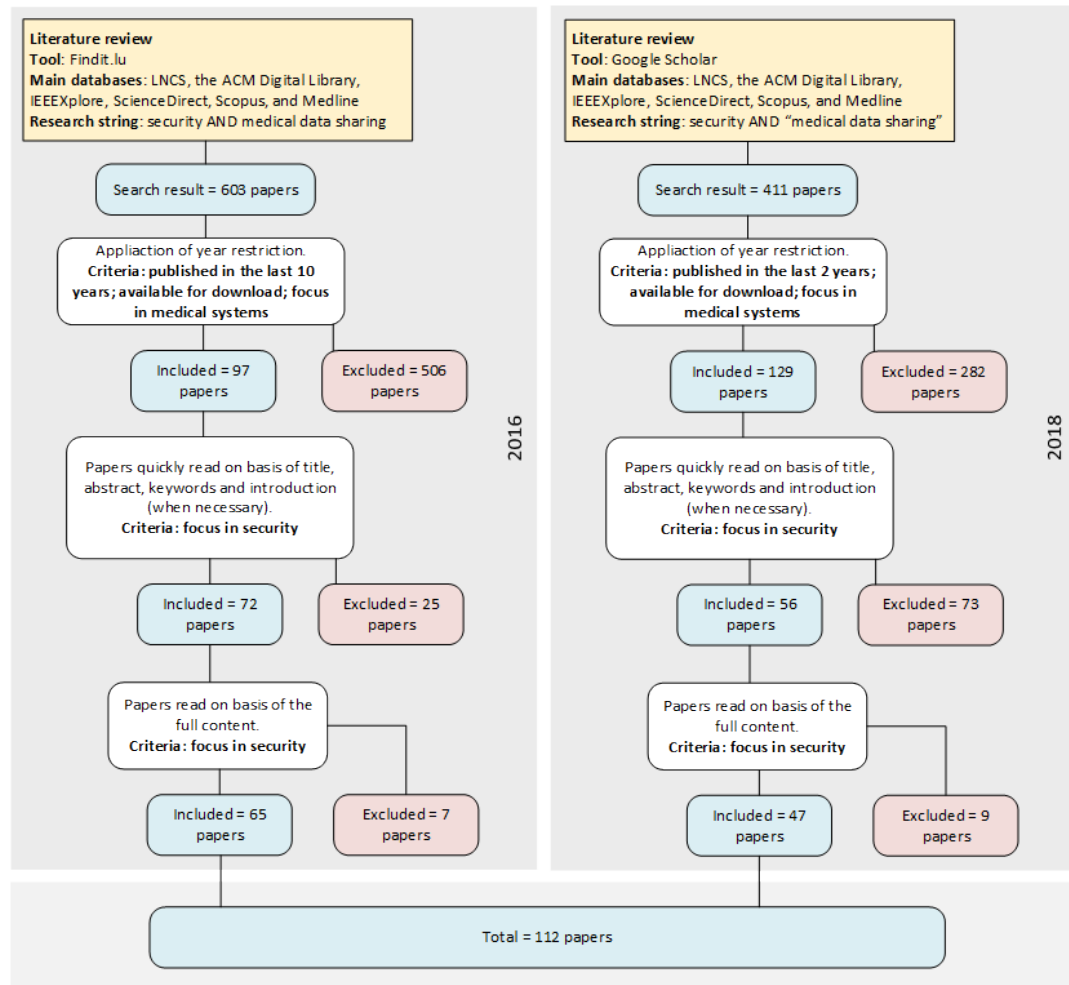 Literature review
Tool: Findit.lu
Main databases: LNCS, the ACM Digital Library,
IEEEXplore, ScienceDirect, Scopus, and Medline
Research string: security AND medical data sharing
Search result = 603 papers
Appliaction of year restriction.
Criteria: published in the last 10
years; available for download; focus
in medical systems
Included = 97
papers
Excluded = 506
papers
Papers quickly read on basis of title,
abstract, keywords and introduction
(when necessary).
Criteria: focus in security
Included = 72
papers
Excluded = 25
papers
Papers read on basis of the
full content.
Criteria: focus in security
Included = 65
papers
Excluded = 7
papers
2016
Literature review
Tool: Google Scholar
Main databases: LNCS, the ACM Digital Library,
IEEEXplore, ScienceDirect, Scopus, and Medline
Research string: security AND “medical data sharing”
Search result = 411 papers
Appliaction of year restriction.
Criteria: published in the last 2 years;
available for download; focus in
medical systems
Included = 129
papers
Excluded = 282
papers
Papers quickly read on basis of title,
abstract, keywords and introduction
(when necessary).
Criteria: focus in security
Included = 56
papers
Excluded = 73
papers
Papers read on basis of the
full content.
Criteria: focus in security
Included = 47
papers
Excluded = 9
papers
2018
Total = 112 papers